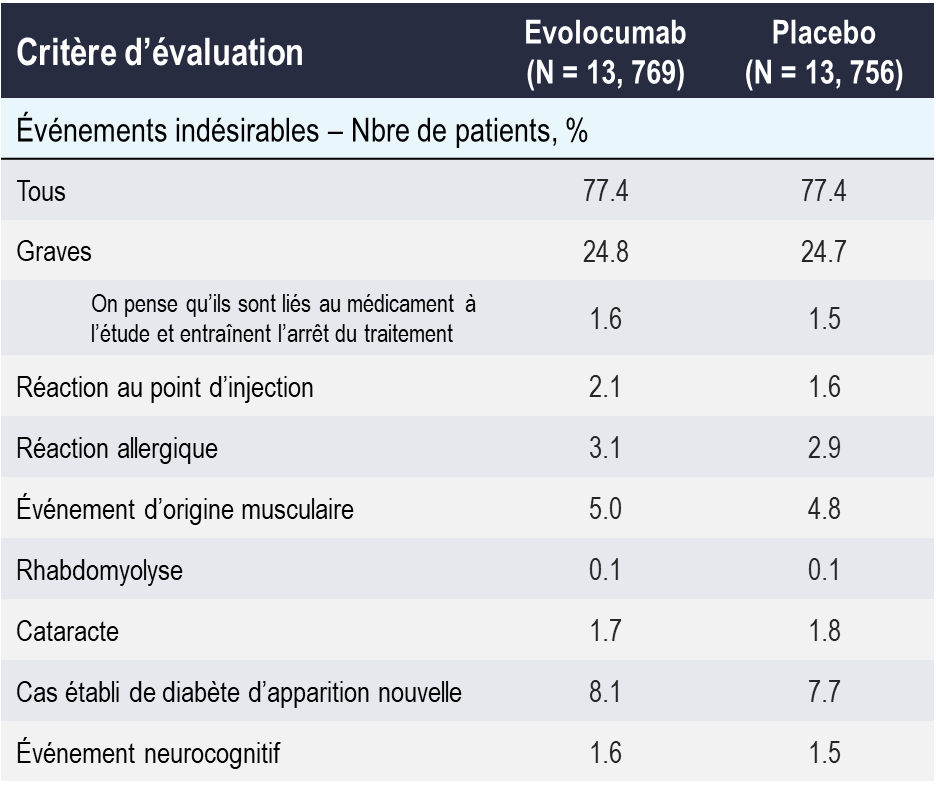 Critère d’évaluation Evolocumab (N = 13, 769) Placebo (N = 13, 756)
Événements indésirables – Nbre de patients, %
Tous 77.4 77.4
Graves 24.8 24.7
On pense qu’ils sont liés au médicament à
l’étude et entraînent l’arrêt du traitement 1.6 1.5
Réaction au point d’injection 2.1 1.6
Réaction allergique 3.1 2.9
Événement d’origine musculaire 5.0 4.8
Rhabdomyolyse 0.1 0.1
Cataracte 1.7 1.8
Cas établi de diabète d’apparition nouvelle 8.1 7.7
Événement neurocognitif 1.6 1.5